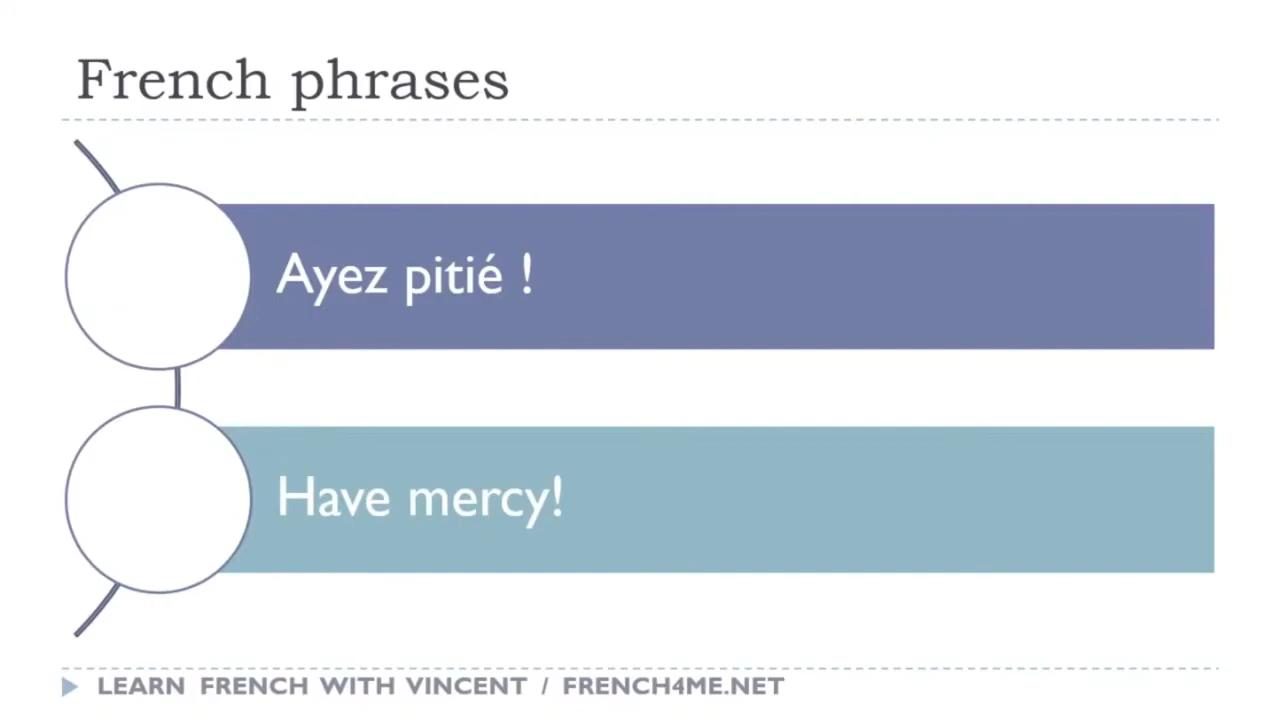 French phrases
Ayez pitié !
Have mercy!
LEARN FRENCH WITH VINCENT / FRENCH4ME.NET